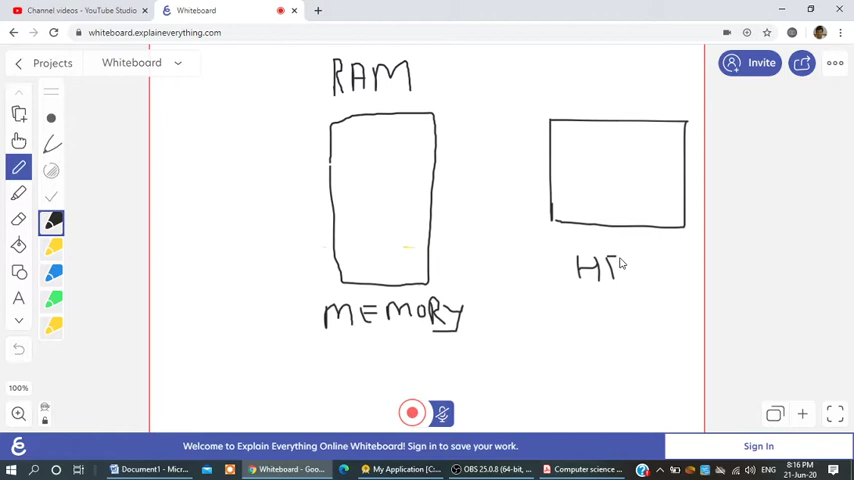 Channel videos - YouTube Studio
Whiteboard
whiteboard.explaineverything.com
Projects
Whiteboard
Invite
RAM
MEMORY
100%
Welcome to Explain Everything Online Whiteboard! Sign in to save your work.
Sign In
Document1 - Micr...
Whiteboard - Goo...
My Application [C:...
OBS 25.0.8 (64-bit, ...
Computer science ...
ENG
8:16 PM
21-Jun-20